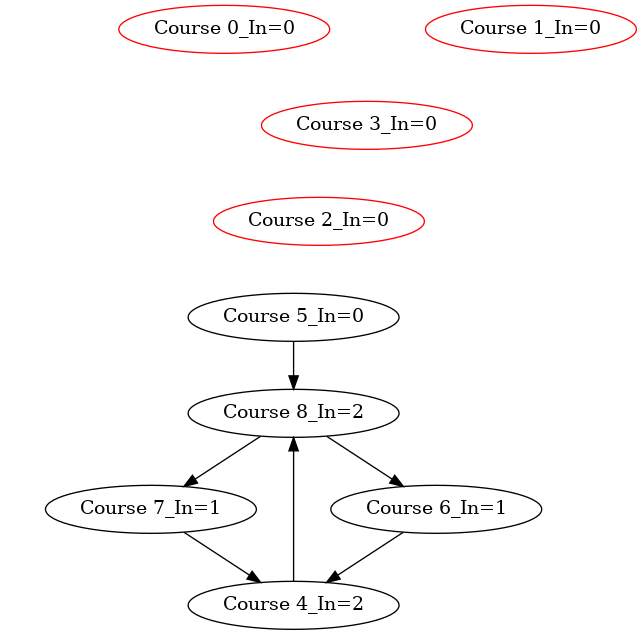 Course 0_In=0
Course 1_In=0
Course 3_In=0
Course 2_In=0
Course 5_In=0
Course 8_In=2
Course 7_In=1
Course 6_In=1
Course 4_In=2